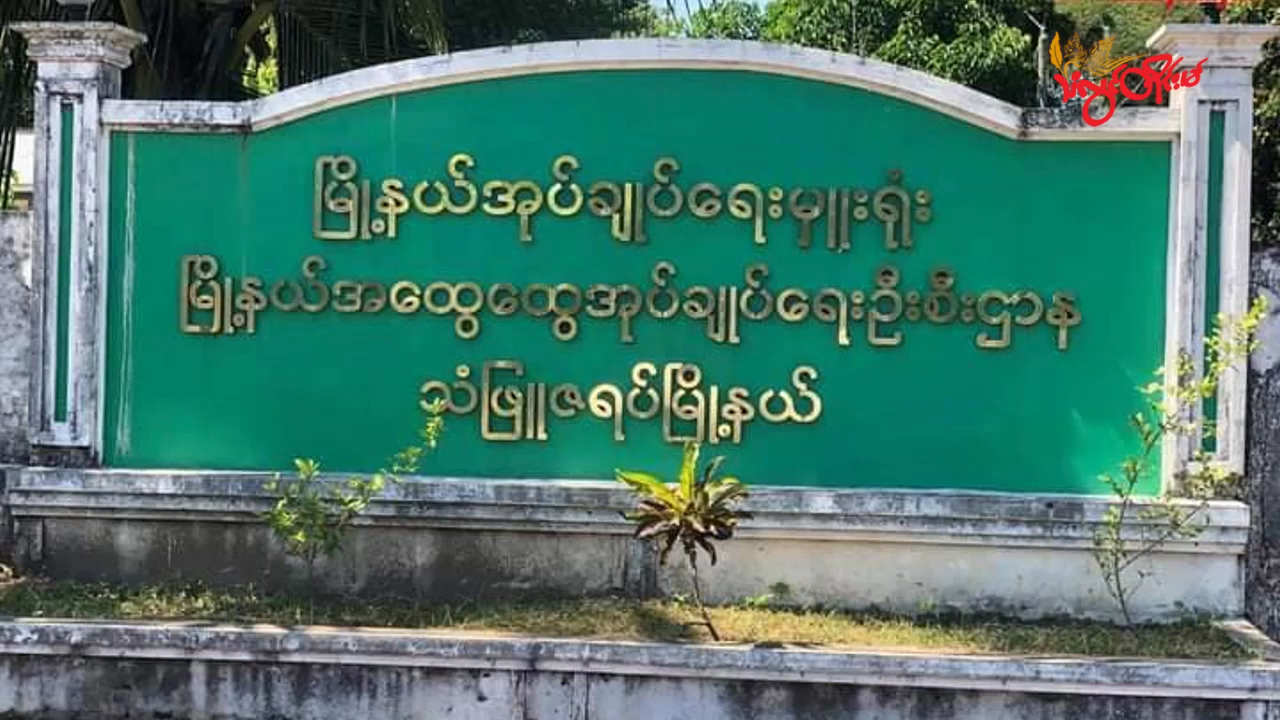 မြို့နယ်အုပ်ချုပ်ရေးမှူးရုံး
မြို့နယ်အထွေထွေအုပ်ချုပ်ရေးဦးစီးဌာန
သံဖြူဇရပ်မြို့နယ်